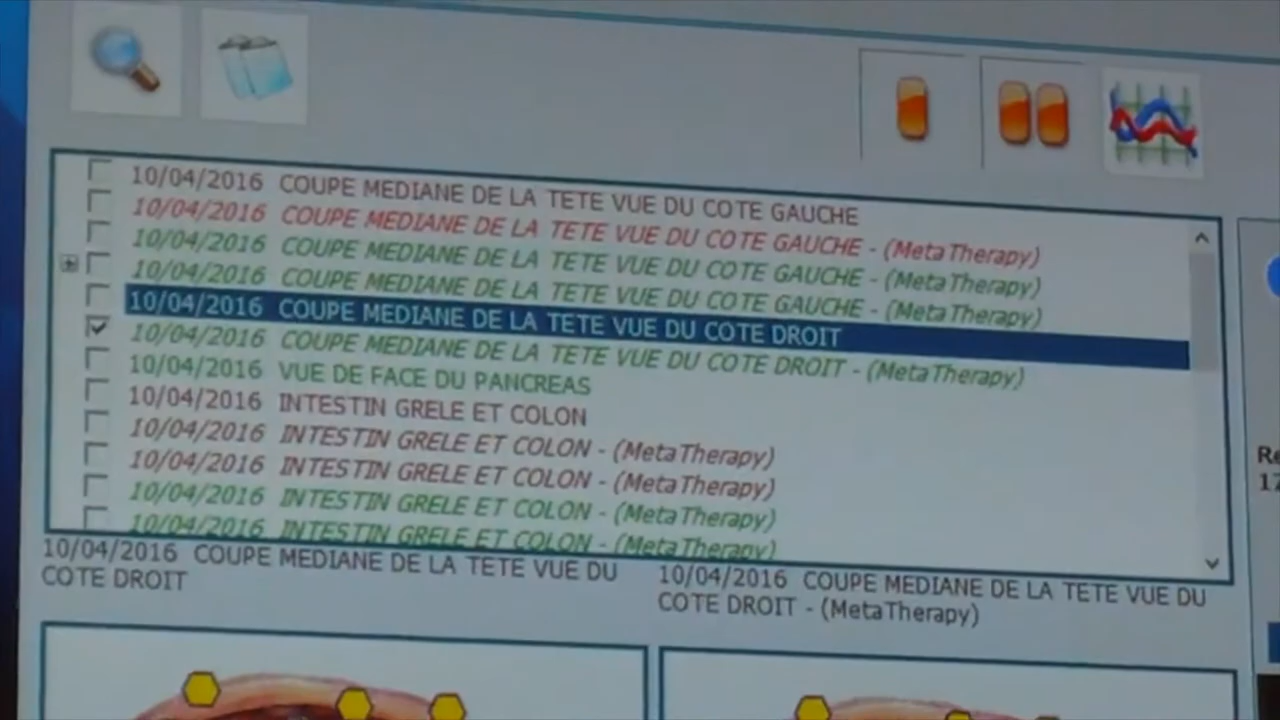 10/04/2016 COUPE MEDIANE DE LA TETE VUE DU COTE GAUCHE
10/04/2016 COUPE MEDIANE DE LA TETE VUE DU COTE GAUCHE - (MetaTherapy)
10/04/2016 COUPE MEDIANE DE LA TETE VUE DU COTE GAUCHE - (MetaTherapy)
10/04/2016 COUPE MEDIANE DE LA TETE VUE DU COTE GAUCHE - (MetaTherapy)
10/04/2016 COUPE MEDIANE DE LA TETE VUE DU COTE DROIT
10/04/2016 COUPE MEDIANE DE LA TETE VUE DU COTE DROIT - (MetaTherapy)
10/04/2016 VUE DE FACE DU PANCREAS
10/04/2016 INTESTIN GRELE ET COLON
10/04/2016 INTESTIN GRELE ET COLON - (MetaTherapy)
10/04/2016 INTESTIN GRELE ET COLON - (MetaTherapy)
10/04/2016 INTESTIN GRELE ET COLON - (MetaTherapy)
10/04/2016 INTESTIN GRELE ET COLON - (MetaTherapy)
10/04/2016 COUPE MEDIANE DE LA TETE VUE DU
COTE DROIT
10/04/2016 COUPE MEDIANE DE LA TETE VUE DU
COTE DROIT - (MetaTherapy)